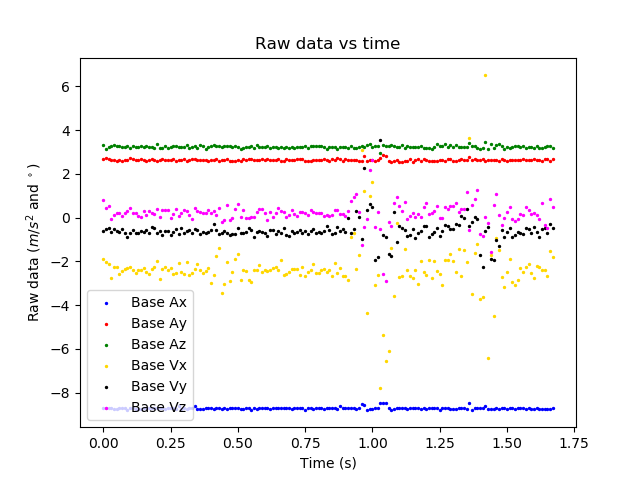 Raw data vs time
Raw data (m/s² and °)
6
4
2
0
−2
−4
−6
−8
Base Ax
Base Ay
Base Az
Base Vx
Base Vy
Base Vz
0.00 0.25 0.50 0.75 1.00 1.25 1.50 1.75
Time (s)